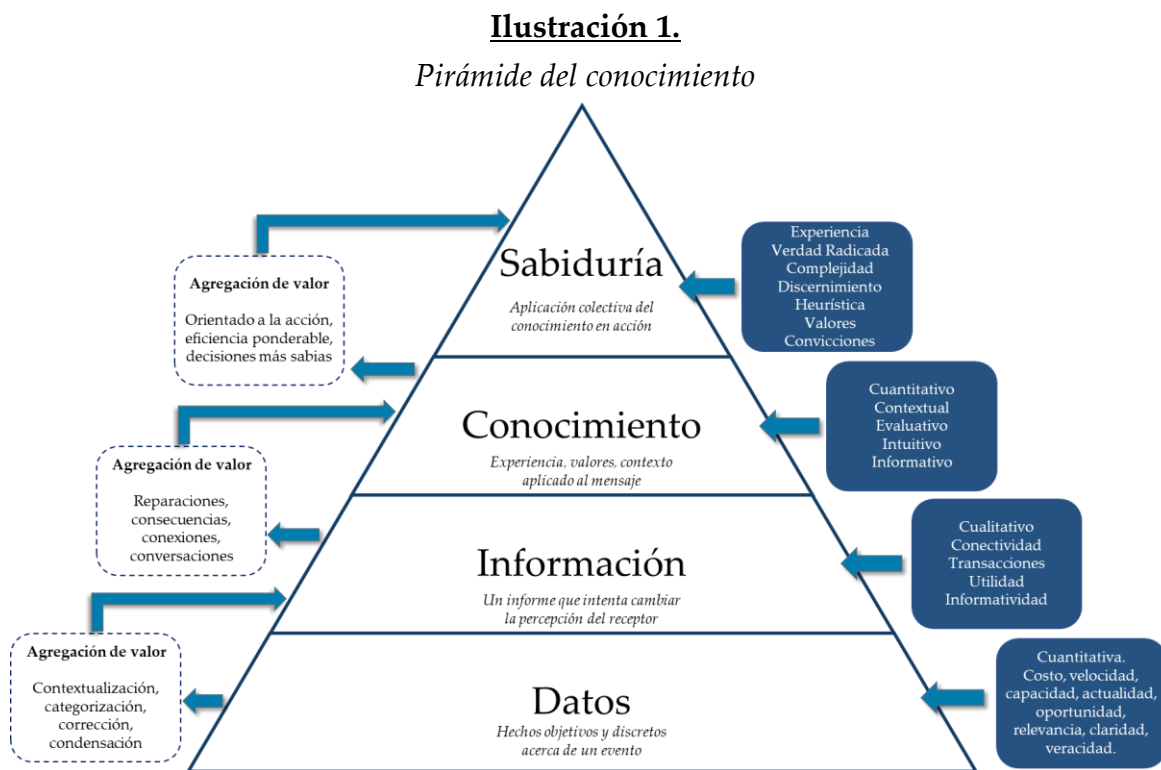 Ilustración 1.
Pirámide del conocimiento
Sabiduría
Aplicación colectiva del
conocimiento en acción
Agregación de valor
Orientado a la acción,
eficiencia ponderable,
decisiones más sabias
Experiencia
Verdad Radicada
Complejidad
Discernimiento
Heurística
Valores
Convicciones
Conocimiento
Experiencia, valores, contexto
aplicado al mensaje
Agregación de valor
Reparaciones,
consecuencias,
conexiones,
conversaciones
Cuantitativo
Contextual
Evaluativo
Intuitivo
Informativo
Información
Un informe que intenta cambiar
la percepción del receptor
Agregación de valor
Contextualización,
categorización,
corrección,
condensación
Cualitativo
Conectividad
Transacciones
Utilidad
Informatividad
Datos
Hechos objetivos y discretos
acerca de un evento
Cuantitativa.
Costo, velocidad,
capacidad, actualidad,
oportunidad,
relevancia, claridad,
veracidad.